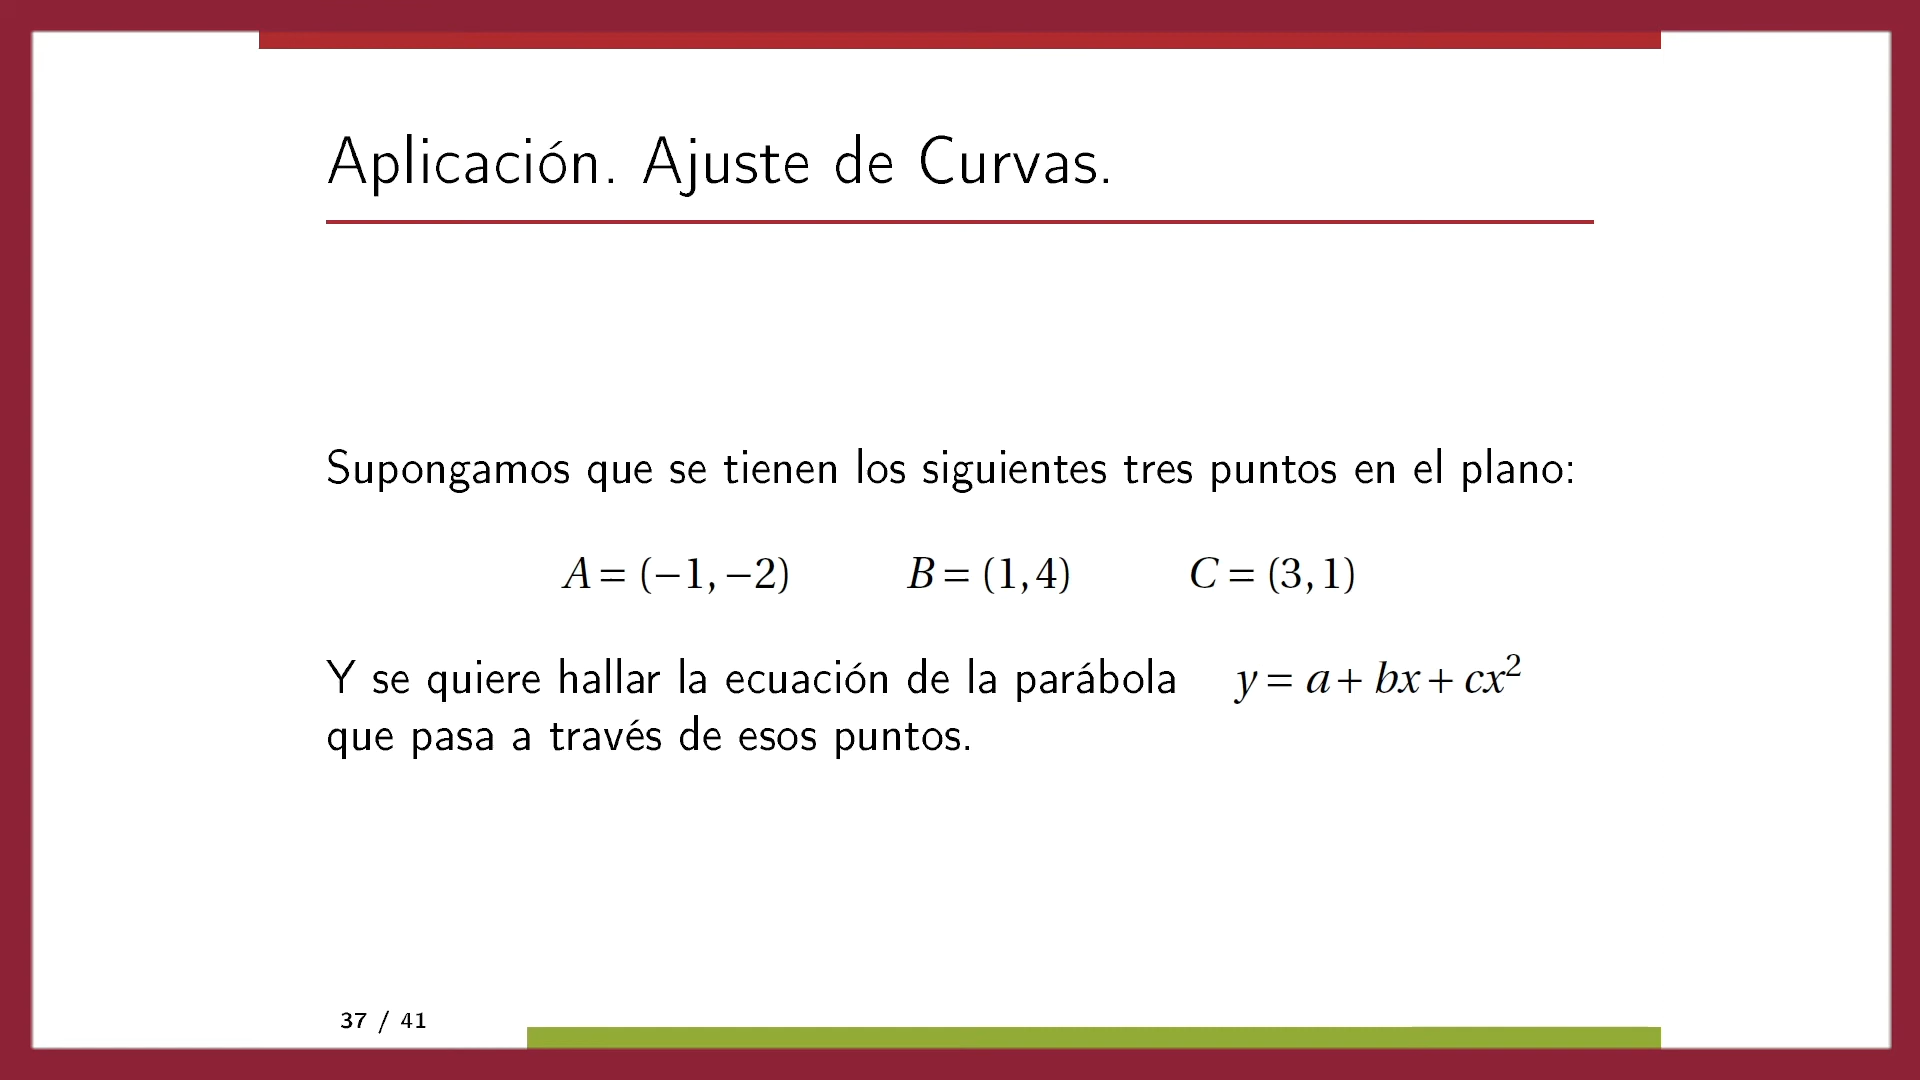 Aplicación. Ajuste de Curvas.
Supongamos que se tienen los siguientes tres puntos en el plano:
A = (−1, −2) B = (1, 4) C = (3, 1)
Y se quiere hallar la ecuación de la parábola y = a + bx + cx²
que pasa a través de esos puntos.
37 / 41